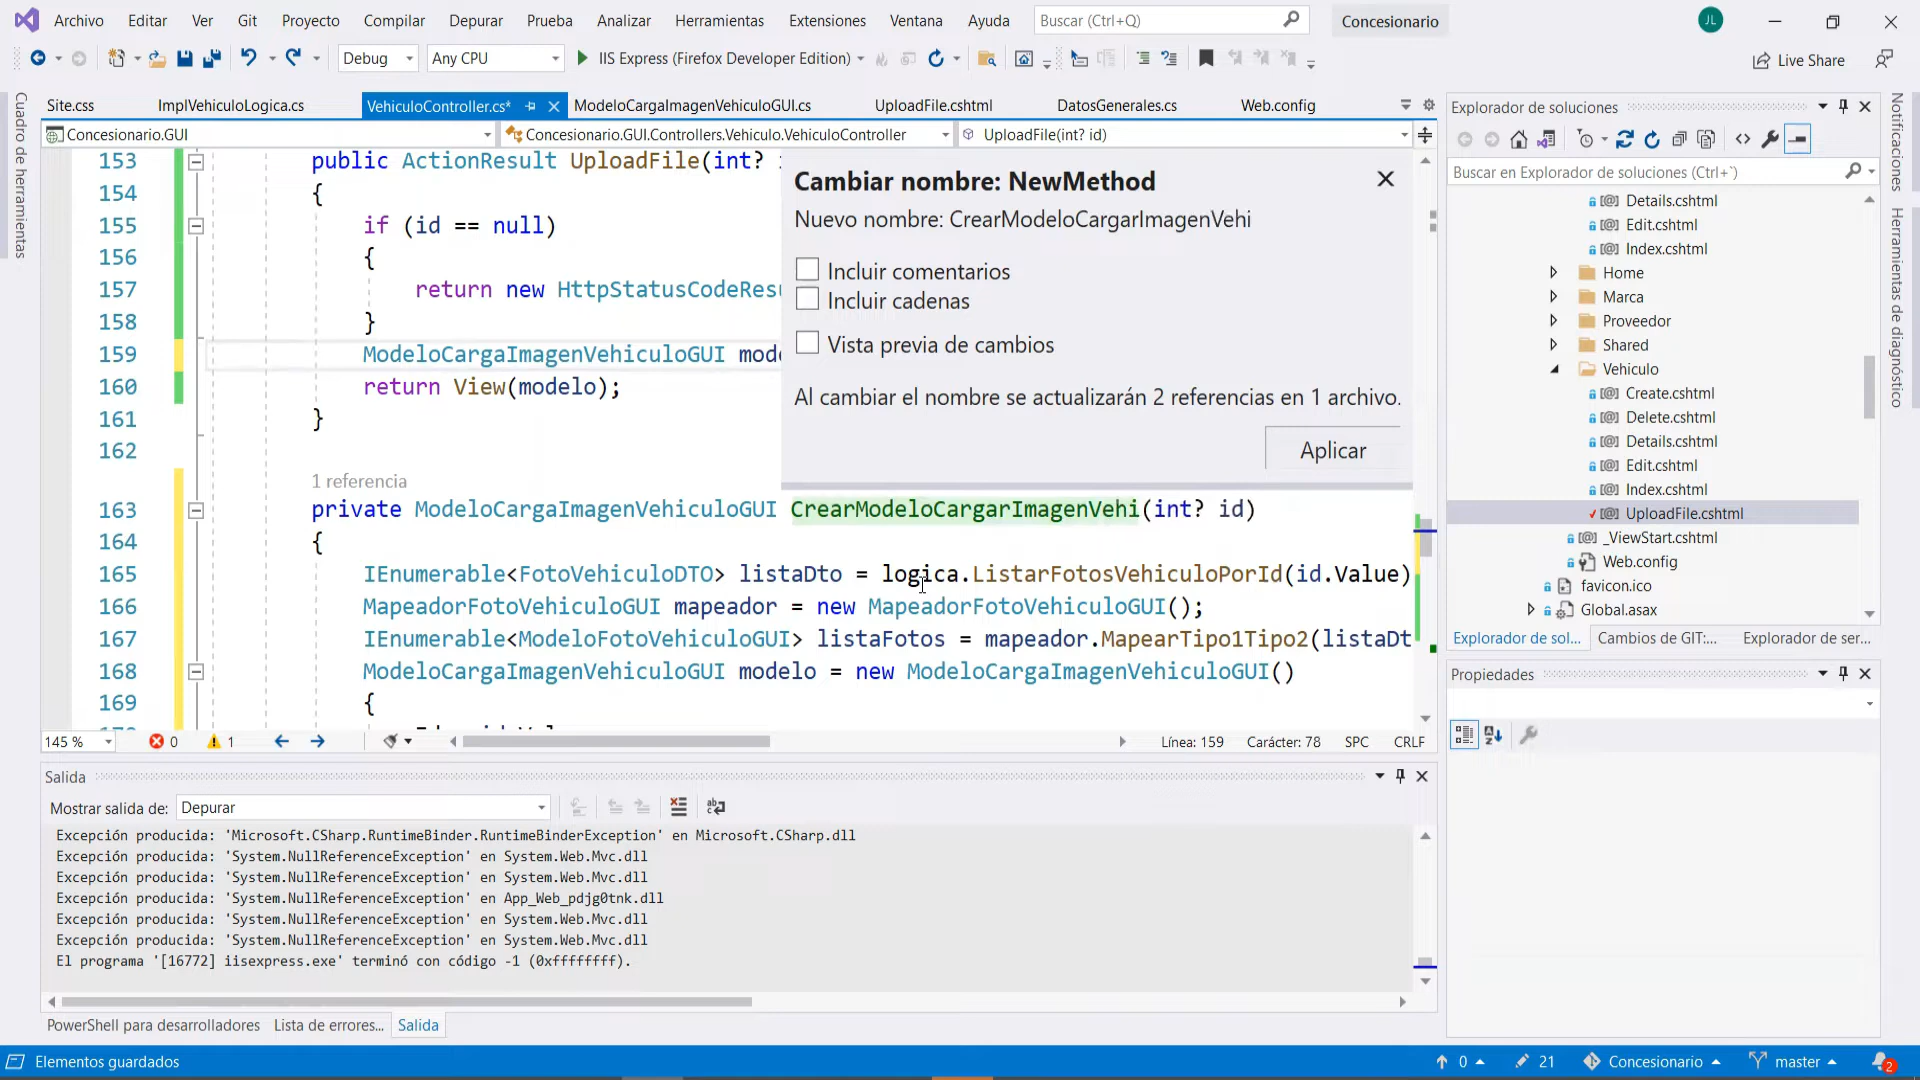 Archivo Editar Ver Git Proyecto Compilar Depurar Prueba Analizar Herramientas Extensiones Ventana Ayuda Buscar (Ctrl+Q) Concesionario JL
Debug Any CPU IIS Express (Firefox Developer Edition) Live Share
Cuadro de herramientas
Site.css ImplVehiculoLogica.cs VehiculoController.cs* ModeloCargaImagenVehiculoGUI.cs UploadFile.cshtml DatosGenerales.cs Web.config
Concesionario.GUI Concesionario.GUI.Controllers.Vehiculo.VehiculoController UploadFile(int? id)
153 public ActionResult UploadFile(int?
154 {
155 if (id == null)
156 {
157 return new HttpStatusCodeResu
158 }
159 ModeloCargaImagenVehiculoGUI mode
160 return View(modelo);
161 }
162
1 referencia
163 private ModeloCargaImagenVehiculoGUI CrearModeloCargarImagenVehi(int? id)
164 {
165 IEnumerable<FotoVehiculoDTO> listaDto = logica.ListarFotosVehiculoPorId(id.Value)
166 MapeadorFotoVehiculoGUI mapeador = new MapeadorFotoVehiculoGUI();
167 IEnumerable<ModeloFotoVehiculoGUI> listaFotos = mapeador.MapearTipo1Tipo2(listaDt
168 ModeloCargaImagenVehiculoGUI modelo = new ModeloCargaImagenVehiculoGUI()
169 {
Cambiar nombre: NewMethod
Nuevo nombre: CrearModeloCargarImagenVehi
Incluir comentarios
Incluir cadenas
Vista previa de cambios
Al cambiar el nombre se actualizarán 2 referencias en 1 archivo.
Aplicar
145 % 0 1 Línea: 159 Carácter: 78 SPC CRLF
Salida
Mostrar salida de: Depurar
Excepción producida: 'Microsoft.CSharp.RuntimeBinder.RuntimeBinderException' en Microsoft.CSharp.dll
Excepción producida: 'System.NullReferenceException' en System.Web.Mvc.dll
Excepción producida: 'System.NullReferenceException' en System.Web.Mvc.dll
Excepción producida: 'System.NullReferenceException' en App_Web_pdjg0tnk.dll
Excepción producida: 'System.NullReferenceException' en System.Web.Mvc.dll
Excepción producida: 'System.NullReferenceException' en System.Web.Mvc.dll
El programa '[16772] iisexpress.exe' terminó con código -1 (0xffffffff).
PowerShell para desarrolladores Lista de errores... Salida
Explorador de soluciones
Buscar en Explorador de soluciones (Ctrl+`)
Details.cshtml
Edit.cshtml
Index.cshtml
Home
Marca
Proveedor
Shared
Vehiculo
Create.cshtml
Delete.cshtml
Details.cshtml
Edit.cshtml
Index.cshtml
UploadFile.cshtml
_ViewStart.cshtml
Web.config
favicon.ico
Global.asax
Explorador de sol... Cambios de GIT:... Explorador de ser...
Propiedades
Notificaciones
Herramientas de diagnóstico
Elementos guardados 0 21 Concesionario master 2